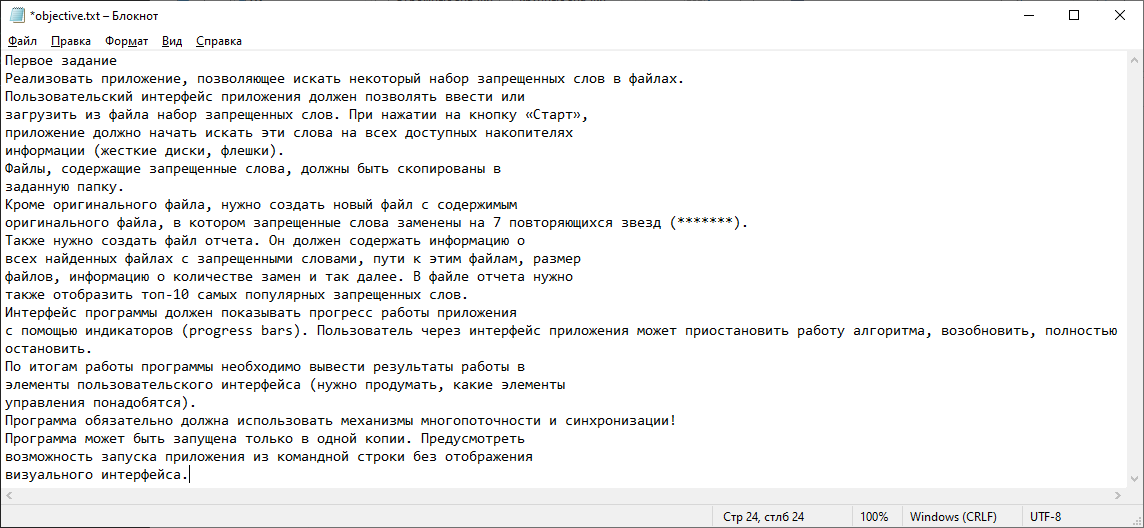 *objective.txt – Блокнот
Файл Правка Формат Вид Справка
Первое задание
Реализовать приложение, позволяющее искать некоторый набор запрещенных слов в файлах.
Пользовательский интерфейс приложения должен позволять ввести или
загрузить из файла набор запрещенных слов. При нажатии на кнопку «Старт»,
приложение должно начать искать эти слова на всех доступных накопителях
информации (жесткие диски, флешки).
Файлы, содержащие запрещенные слова, должны быть скопированы в
заданную папку.
Кроме оригинального файла, нужно создать новый файл с содержимым
оригинального файла, в котором запрещенные слова заменены на 7 повторяющихся звезд (*******).
Также нужно создать файл отчета. Он должен содержать информацию о
всех найденных файлах с запрещенными словами, пути к этим файлам, размер
файлов, информацию о количестве замен и так далее. В файле отчета нужно
также отобразить топ-10 самых популярных запрещенных слов.
Интерфейс программы должен показывать прогресс работы приложения
с помощью индикаторов (progress bars). Пользователь через интерфейс приложения может приостановить работу алгоритма, возобновить, полностью
остановить.
По итогам работы программы необходимо вывести результаты работы в
элементы пользовательского интерфейса (нужно продумать, какие элементы
управления понадобятся).
Программа обязательно должна использовать механизмы многопоточности и синхронизации!
Программа может быть запущена только в одной копии. Предусмотреть
возможность запуска приложения из командной строки без отображения
визуального интерфейса.
Стр 24, стлб 24 100% Windows (CRLF) UTF-8